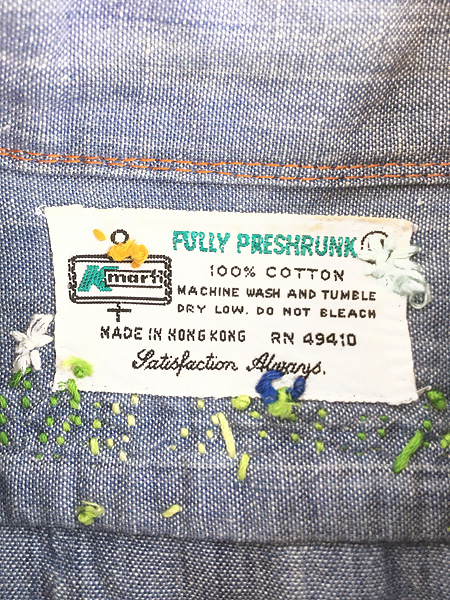 FULLY PRESHRUNK
Kmart
100% COTTON
MACHINE WASH AND TUMBLE
DRY LOW. DO NOT BLEACH
MADE IN HONG KONG RN 49410
Satisfaction Always.